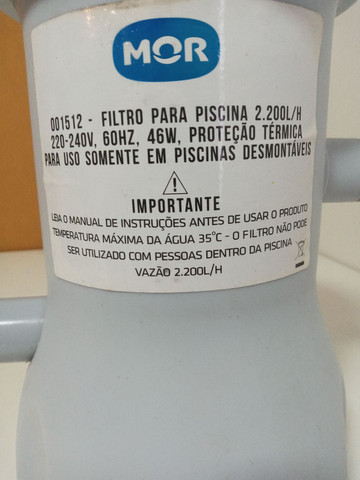 MOR
001512 - FILTRO PARA PISCINA 2.200L/H
220-240V, 60HZ, 46W, PROTEÇÃO TÉRMICA
PARA USO SOMENTE EM PISCINAS DESMONTÁVEIS
IMPORTANTE
LEIA O MANUAL DE INSTRUÇÕES ANTES DE USAR O PRODUTO
TEMPERATURA MÁXIMA DA ÁGUA 35°C - O FILTRO NÃO PODE
SER UTILIZADO COM PESSOAS DENTRO DA PISCINA
VAZÃO 2.200L/H